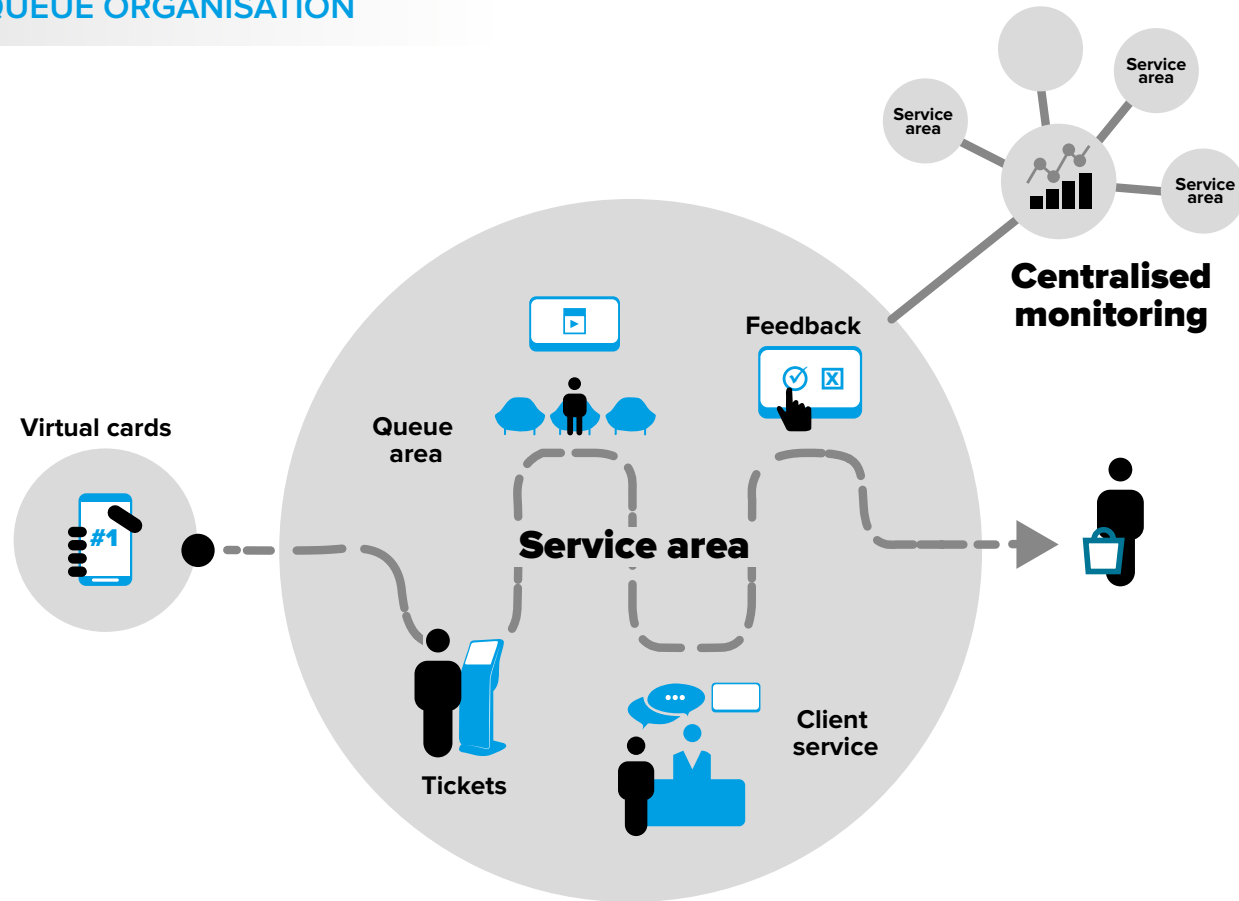 QUEUE ORGANISATION
Service
area
Service
area
Service
area
Centralised
monitoring
Feedback
Virtual cards
Queue
area
#1
Service area
Client
service
Tickets